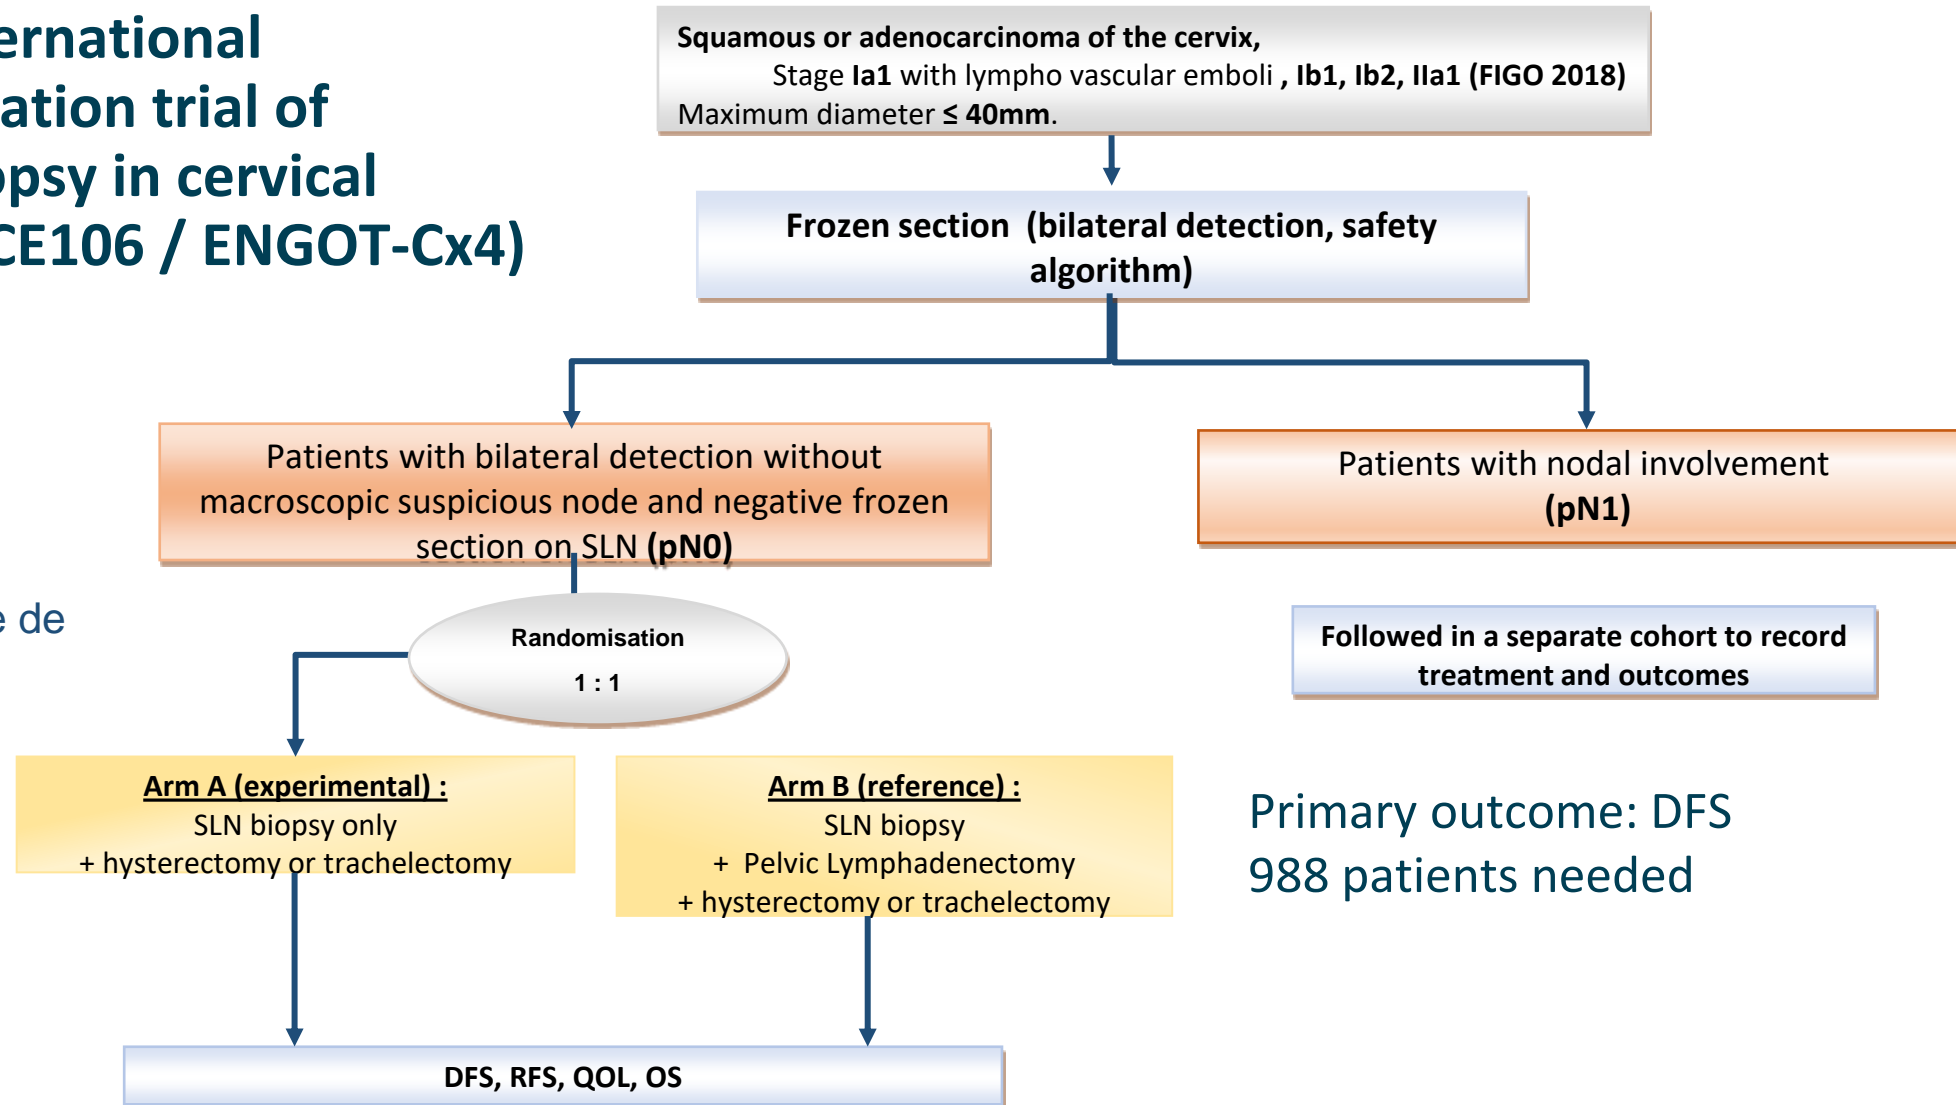 ernational
ation trial of
opsy in cervical
CE106 / ENGOT-Cx4)
Squamous or adenocarcinoma of the cervix,
Stage Ia1 with lympho vascular emboli , Ib1, Ib2, IIa1 (FIGO 2018)
Maximum diameter ≤ 40mm.
Frozen section (bilateral detection, safety
algorithm)
Patients with bilateral detection without
macroscopic suspicious node and negative frozen
section on SLN (pN0)
Patients with nodal involvement
(pN1)
e de
Randomisation
1 : 1
Followed in a separate cohort to record
treatment and outcomes
Arm A (experimental) :
SLN biopsy only
+ hysterectomy or trachelectomy
Arm B (reference) :
SLN biopsy
+ Pelvic Lymphadenectomy
+ hysterectomy or trachelectomy
Primary outcome: DFS
988 patients needed
DFS, RFS, QOL, OS